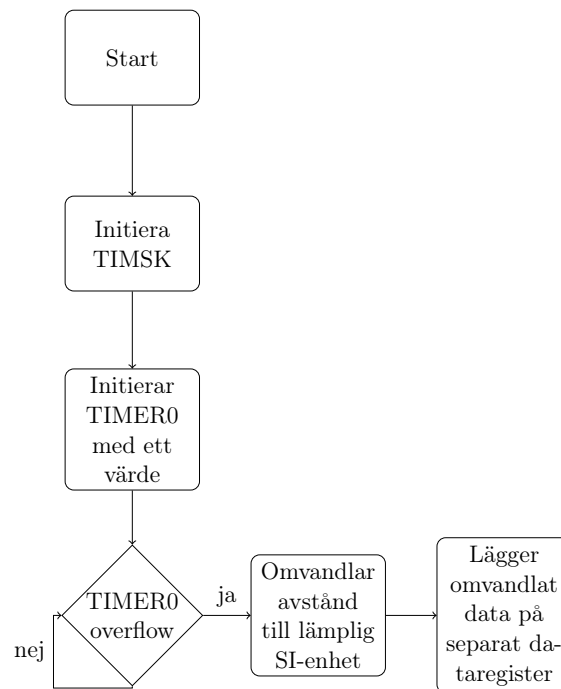 Start
Initiera
TIMSK
Initierar
TIMER0
med ett
värde
TIMER0
overflow
nej
ja
Omvandlar
avstånd
till lämplig
SI-enhet
Lägger
omvandlat
data på
separat da-
taregister